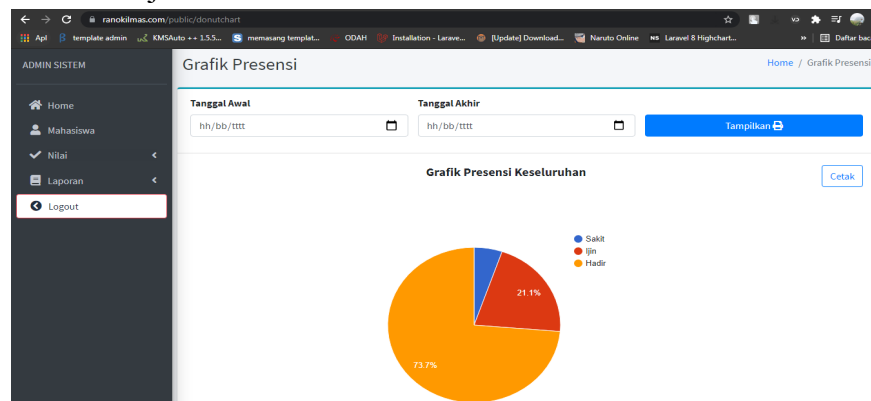 ranokilmas.com/public/donutchart
Apl template admin KMSAuto ++ 1.5.5... memasang templat... ODAH Installation - Larave... [Update] Download... Naruto Online NS Laravel 8 Highchart... » Daftar bac
ADMIN SISTEM
Grafik Presensi
Home / Grafik Presensi
Home
Mahasiswa
Nilai
Laporan
Logout
Tanggal Awal
Tanggal Akhir
hh/bb/tttt
hh/bb/tttt
Tampilkan
Grafik Presensi Keseluruhan
Cetak
Sakit
Ijin
Hadir
21.1%
73.7%